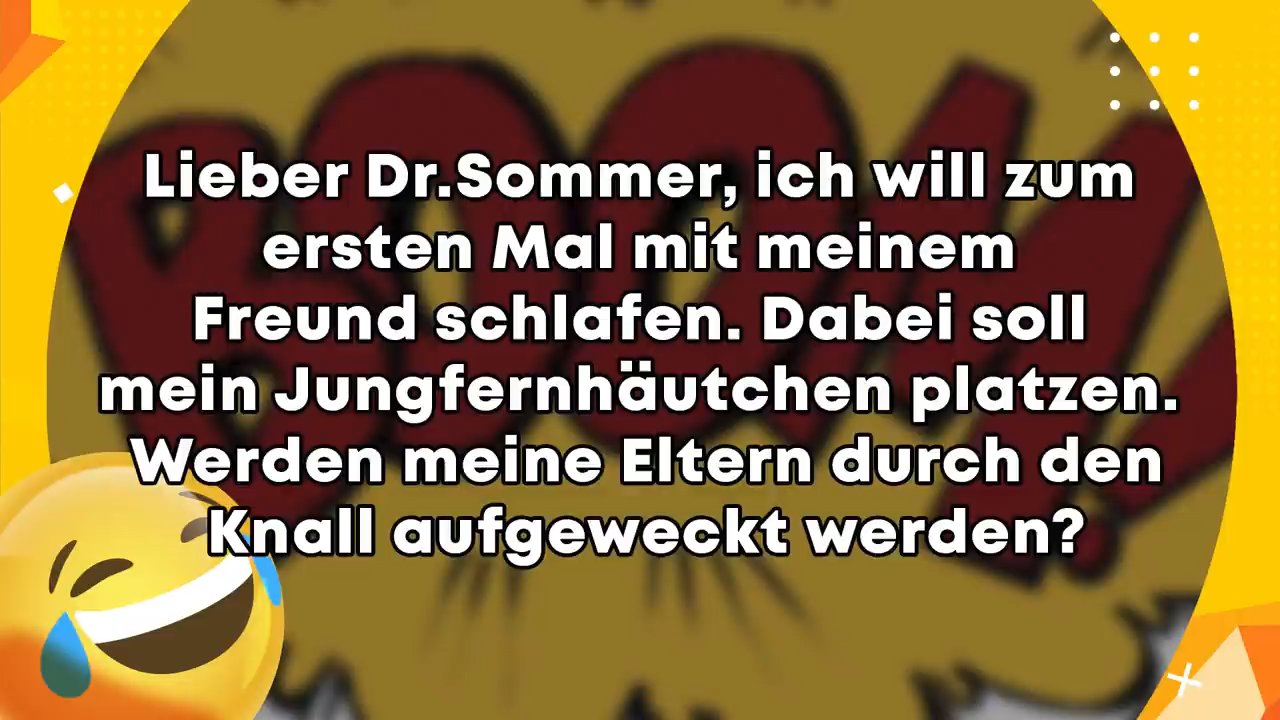 Lieber Dr.Sommer, ich will zum
ersten Mal mit meinem
Freund schlafen. Dabei soll
mein Jungfernhäutchen platzen.
Werden meine Eltern durch den
Knall aufgeweckt werden?
BOOM!!